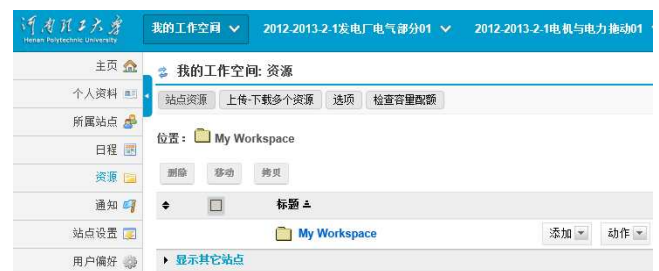 河南理工大学
Henan Polytechnic University
我的工作空间
2012-2013-2-1发电厂电气部分01
2012-2013-2-1电机与电力拖动01
主页
个人资料
所属站点
日程
资源
通知
站点设置
用户偏好
我的工作空间: 资源
站点资源
上传-下载多个资源
选项
检查容量配额
位置: My Workspace
删除
移动
拷贝
标题
My Workspace
添加
动作
显示其它站点